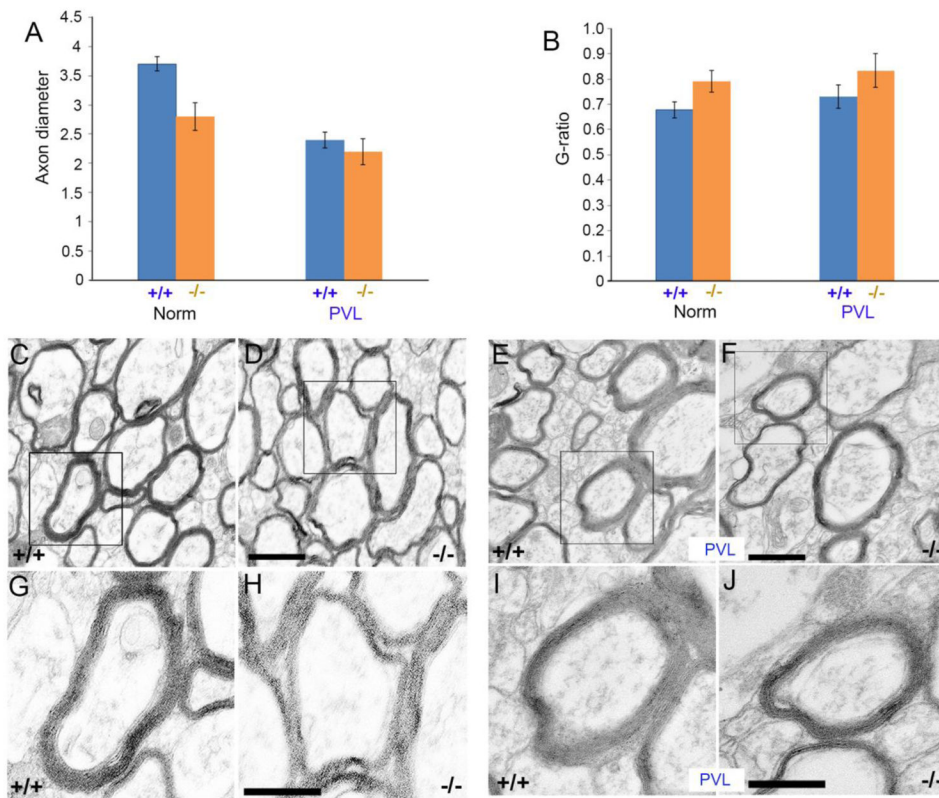 A
Axon diameter
4.5
4
3.5
3
2.5
2
1.5
1
0.5
0
+/+ -/- +/+ -/-
Norm PVL
B
G-ratio
1.0
0.9
0.8
0.7
0.6
0.5
0.4
0.3
0.2
0.1
0
+/+ -/- +/+ -/-
Norm PVL
C D E F
+/+ -/- +/+ PVL -/-
G H I J
+/+ -/- +/+ PVL -/-